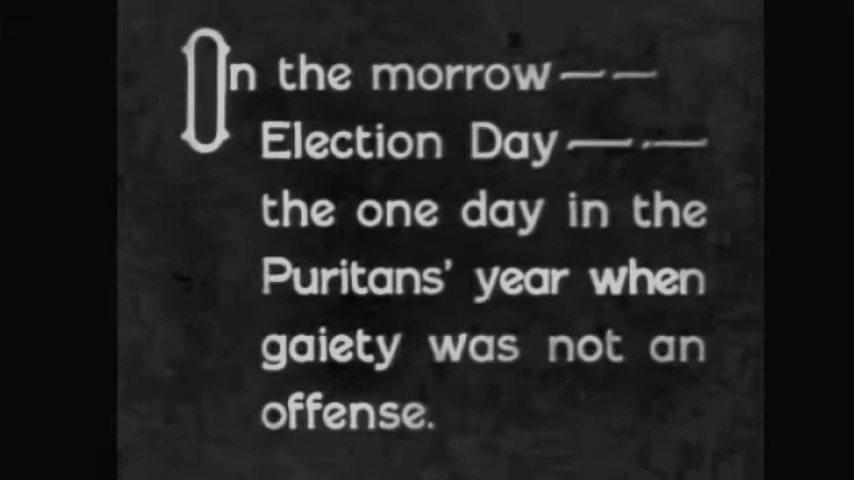 On the morrow — —
Election Day — —
the one day in the
Puritans' year when
gaiety was not an
offense.